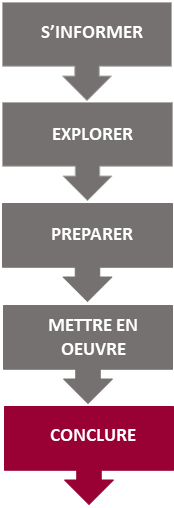 S'INFORMER
EXPLORER
PREPARER
METTRE EN
OEUVRE
CONCLURE